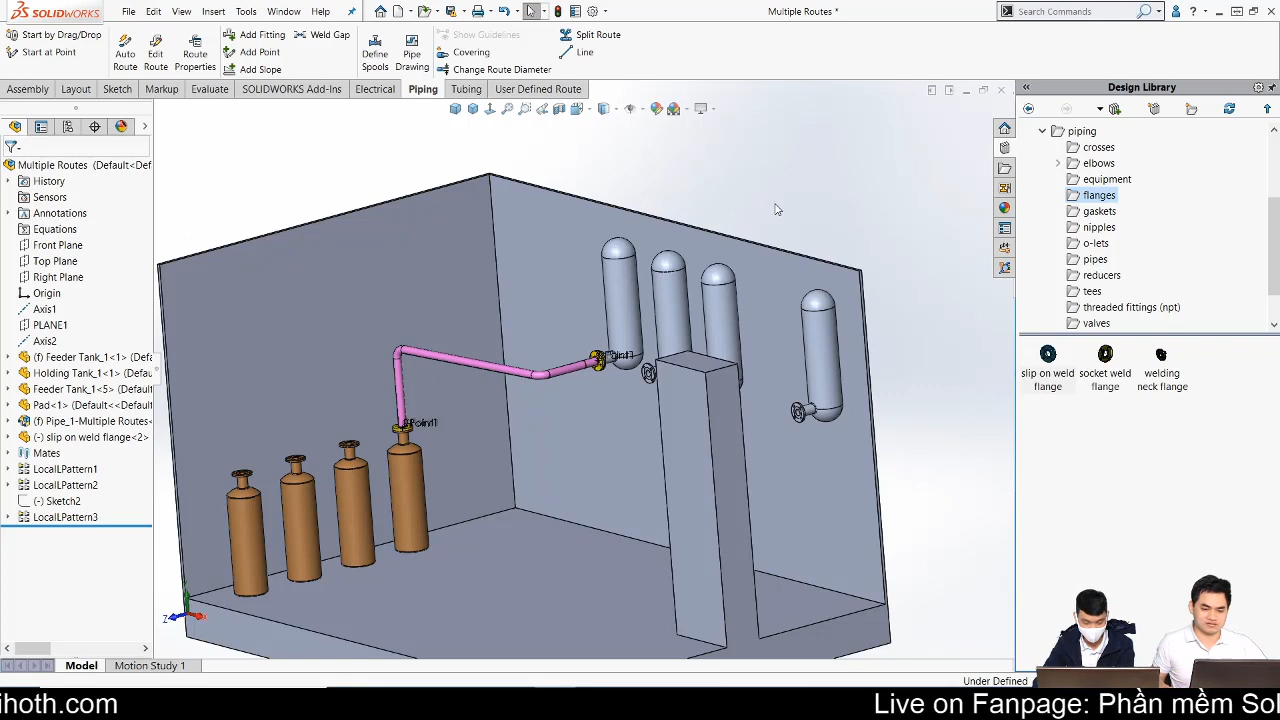 SOLIDWORKS
File
Edit
View
Insert
Tools
Window
Help
Multiple Routes *
Search Commands
Start by Drag/Drop
Start at Point
Auto Route
Edit Route
Route Properties
Add Fitting
Weld Gap
Add Point
Add Slope
Define Spools
Pipe Drawing
Show Guidelines
Covering
Change Route Diameter
Split Route
Line
Assembly
Layout
Sketch
Markup
Evaluate
SOLIDWORKS Add-Ins
Electrical
Piping
Tubing
User Defined Route
Multiple Routes (Default<Def
History
Sensors
Annotations
Equations
Front Plane
Top Plane
Right Plane
Origin
Axis1
PLANE1
Axis2
(f) Feeder Tank_1<1> (Defa
Holding Tank_1<1> (Default
Feeder Tank_1<5> (Default
Pad<1> (Default<<Default>
(f) Pipe_1-Multiple Routes<
(-) slip on weld flange<2>
Mates
LocalLPattern1
LocalLPattern2
(-) Sketch2
LocalLPattern3
Model
Motion Study 1
Z
Design Library
piping
crosses
elbows
equipment
flanges
gaskets
nipples
o-lets
pipes
reducers
tees
threaded fittings (npt)
valves
slip on weld flange
socket weld flange
welding neck flange
Under Defined
ihoth.com
Live on Fanpage: Phần mềm Sol